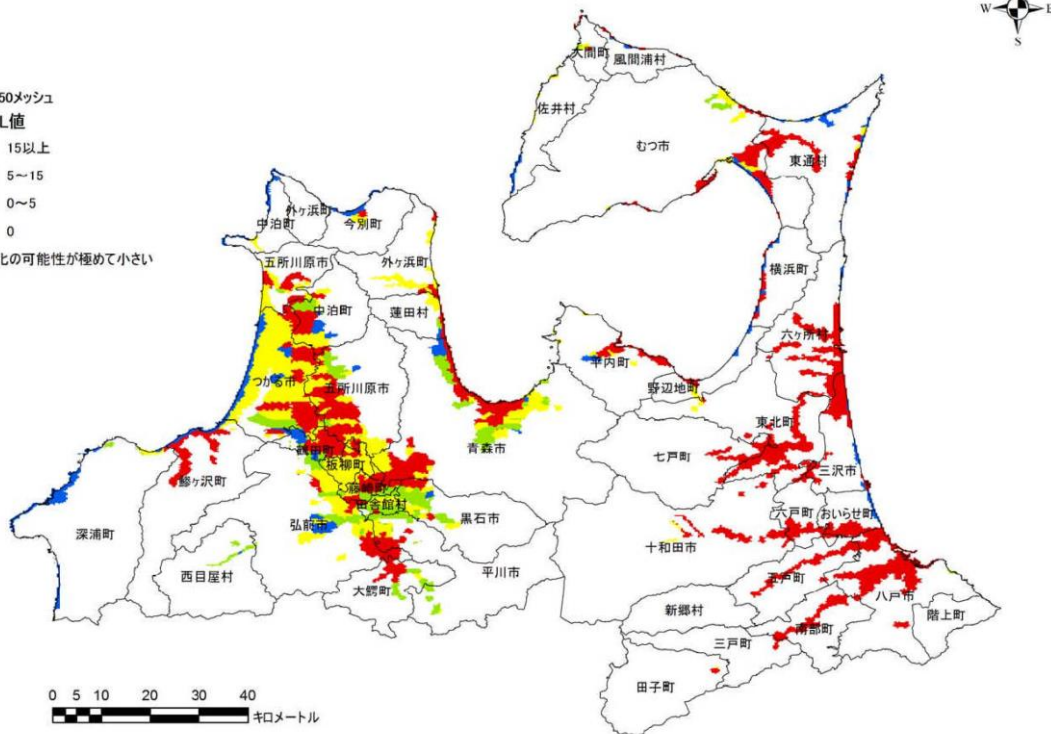 W E
S
50メッシュ
L値
15以上
5～15
0～5
0
化の可能性が極めて小さい
大間町
風間浦村
佐井村
むつ市
東通村
外ヶ浜町
中泊町
今別町
五所川原市
外ヶ浜町
横浜町
中泊町
蓬田村
六ヶ所村
平内町
つがる市
五所川原市
野辺地町
東北町
鶴田町
青森市
七戸町
板柳町
三沢市
鰺ヶ沢町
藤崎町
田舎館村
六戸町
おいらせ町
弘前市
黒石市
深浦町
十和田市
西目屋村
平川市
五戸町
大鰐町
八戸市
新郷村
階上町
南部町
三戸町
田子町
0 5 10 20 30 40
キロメートル